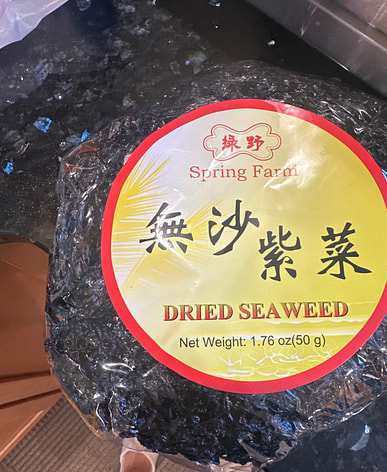 綠野
Spring Farm
無沙紫菜
DRIED SEAWEED
Net Weight: 1.76 oz(50 g)